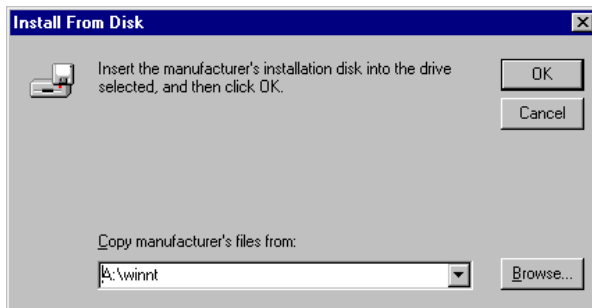 Install From Disk
Insert the manufacturer's installation disk into the drive
selected, and then click OK.
OK
Cancel
Copy manufacturer's files from:
A:\winnt
Browse...